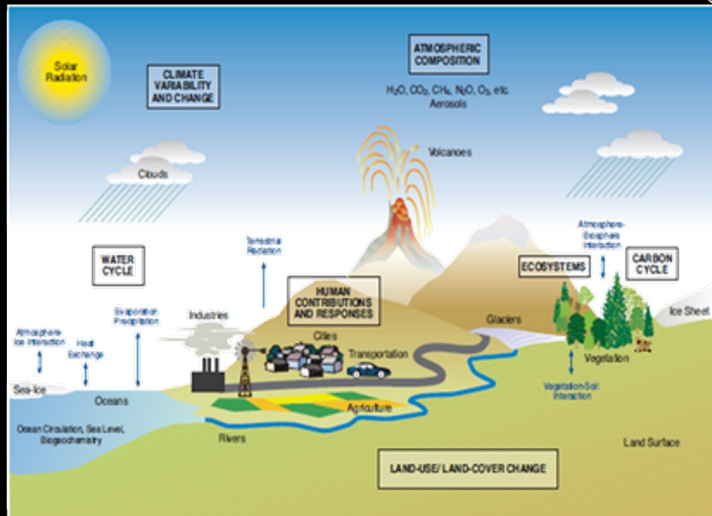 Solar
Radiation
CLIMATE
VARIABILITY
AND CHANGE
ATMOSPHERIC
COMPOSITION
H₂O, CO₂, CH₄, N₂O, O₃, etc.
Aerosols
Volcanoes
Clouds
Atmosphere-
Biosphere
Interaction
WATER
CYCLE
Terrestrial
Radiation
ECOSYSTEMS
CARBON
CYCLE
HUMAN
CONTRIBUTIONS
AND RESPONSES
Evaporation
Precipitation
Industries
Glaciers
Ice Sheet
Atmosphere-
Ice Interaction
Heat
Exchange
Cities
Transportation
Vegetation
Sea-Ice
Oceans
Agriculture
Vegetation-Soil
Interaction
Ocean Circulation, Sea Level,
Biogeochemistry
Rivers
Land Surface
LAND-USE/ LAND-COVER CHANGE